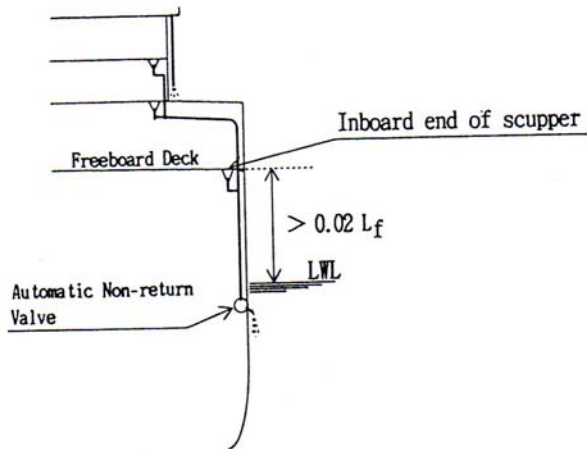 Inboard end of scupper
Freeboard Deck
> 0.02 Lf
LWL
Automatic Non-return
Valve